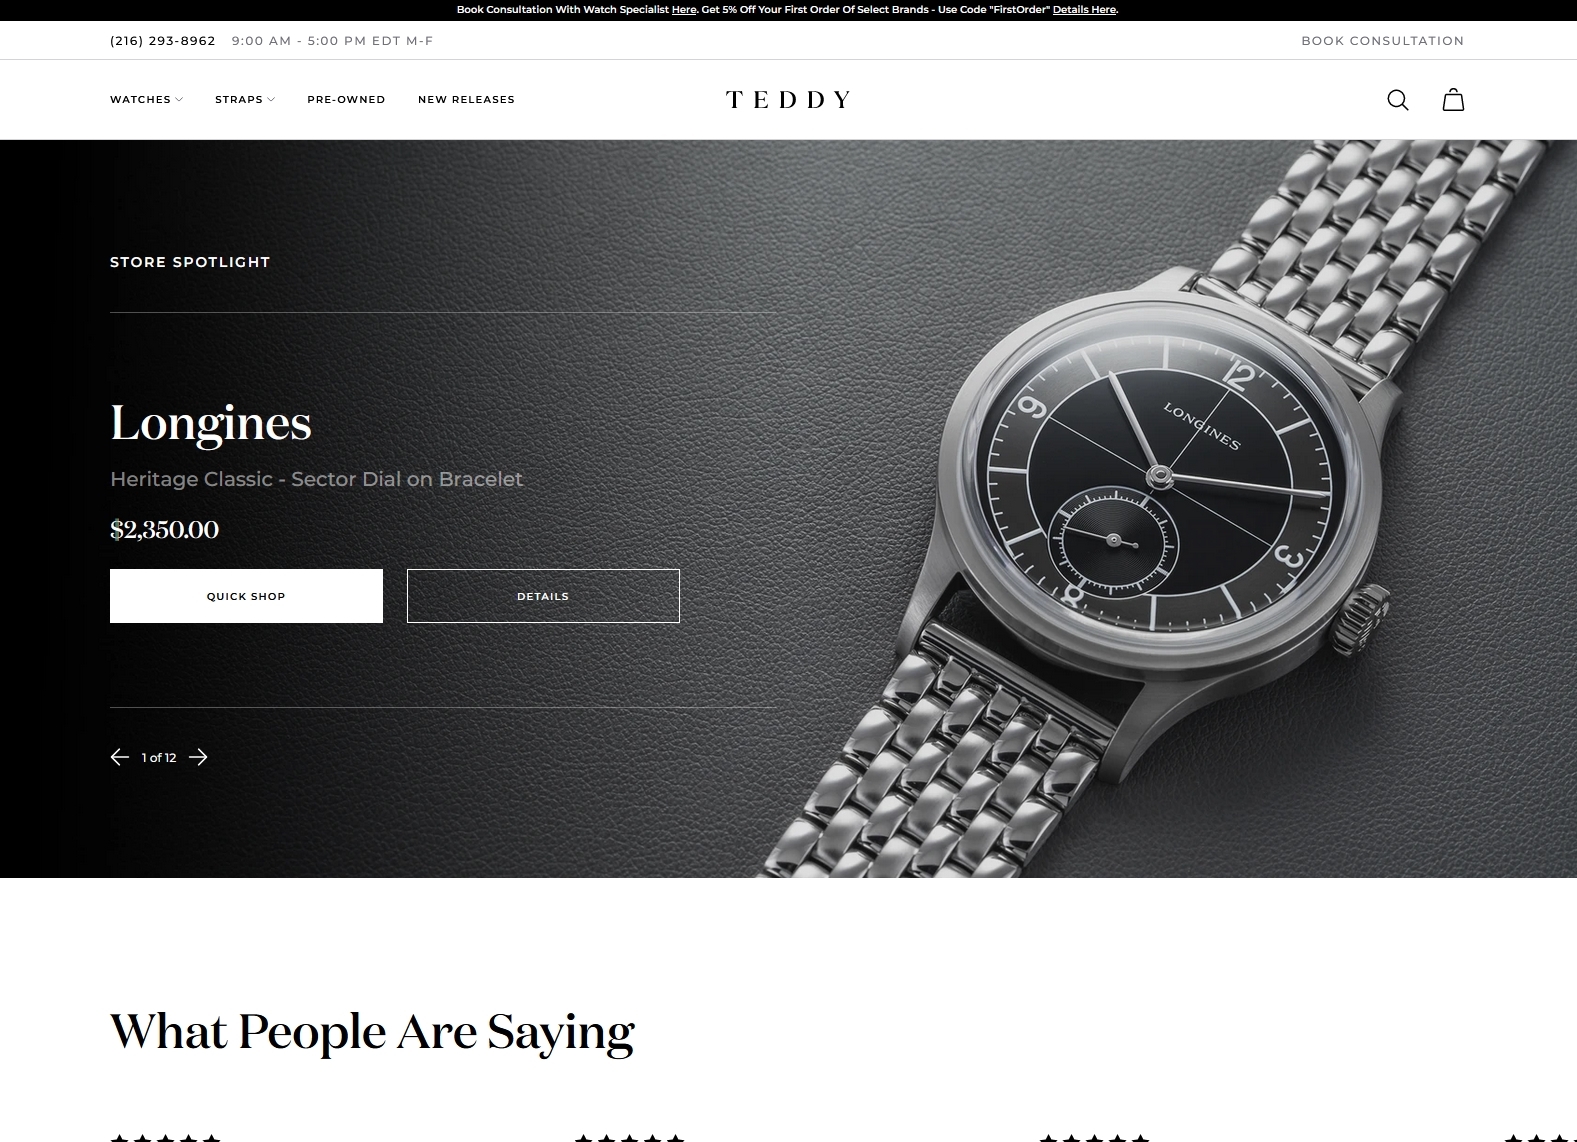 Book Consultation With Watch Specialist Here. Get 5% Off Your First Order Of Select Brands - Use Code "FirstOrder" Details Here.
(216) 293-8962 9:00 AM - 5:00 PM EDT M-F
BOOK CONSULTATION
WATCHES STRAPS PRE-OWNED NEW RELEASES
TEDDY
STORE SPOTLIGHT
Longines
Heritage Classic - Sector Dial on Bracelet
$2,350.00
QUICK SHOP
DETAILS
1 of 12
12
LONGINES
9
3
6
What People Are Saying